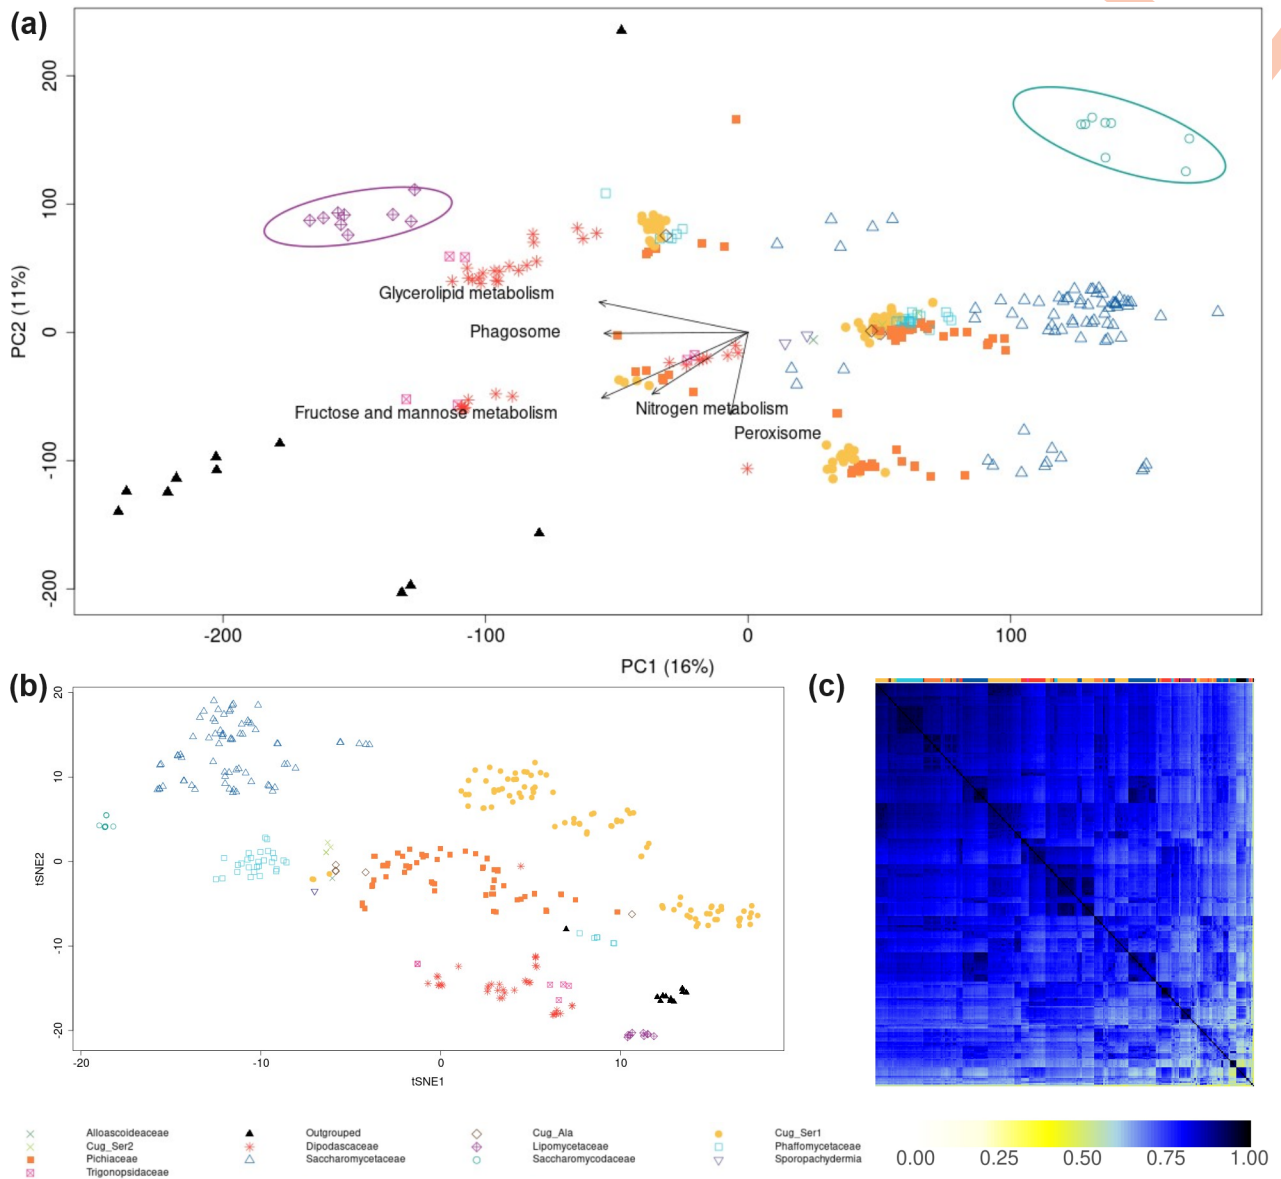 (a)
200
100
0
-100
-200
PC2 (11%)
Glycerolipid metabolism
Phagosome
Fructose and mannose metabolism
Nitrogen metabolism
Peroxisome
-200
-100
0
100
PC1 (16%)
(b)
20
10
0
-10
-20
tSNE2
-20
-10
0
10
tSNE1
(c)
Alloascoideaceae
Cug_Ser2
Pichiaceae
Trigonopsidaceae
Outgrouped
Dipodascaceae
Saccharomycetaceae
Cug_Ala
Lipomycetaceae
Saccharomycodaceae
Cug_Ser1
Phaffomycetaceae
Sporopachydermia
0.00 0.25 0.50 0.75 1.00